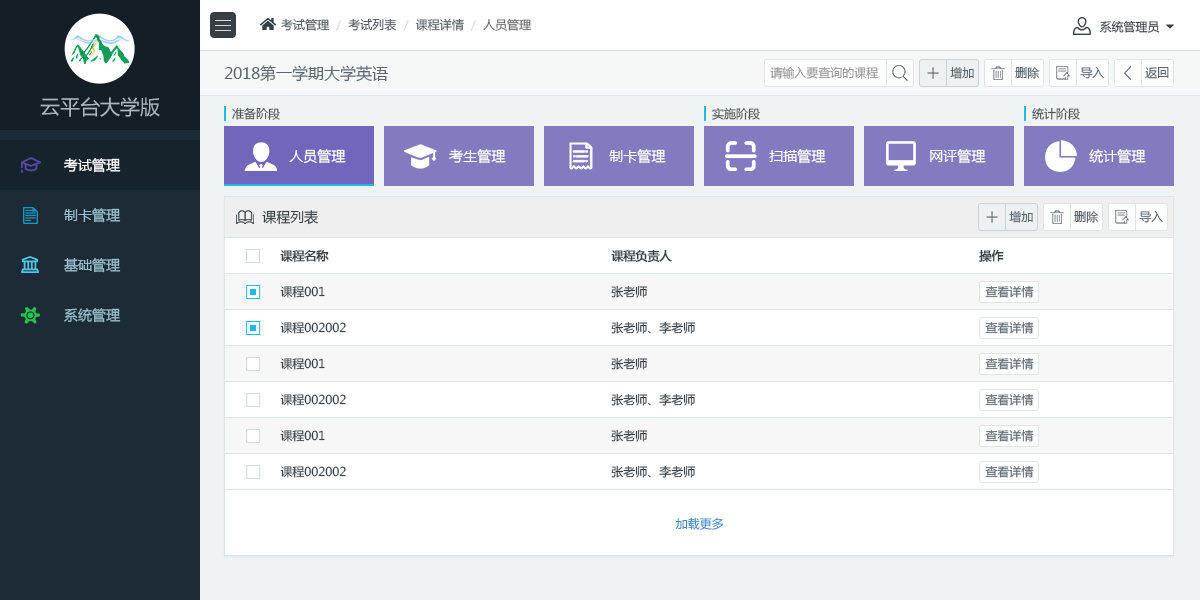 云平台大学版
考试管理
制卡管理
基础管理
系统管理
考试管理 / 考试列表 / 课程详情 / 人员管理
系统管理员
2018第一学期大学英语
请输入要查询的课程 增加 删除 导入 返回
准备阶段 实施阶段 统计阶段
人员管理 考生管理 制卡管理 扫描管理 网评管理 统计管理
课程列表 增加 删除 导入
课程名称 课程负责人 操作
课程001 张老师 查看详情
课程002002 张老师、李老师 查看详情
课程001 张老师 查看详情
课程002002 张老师、李老师 查看详情
课程001 张老师 查看详情
课程002002 张老师、李老师 查看详情
加载更多